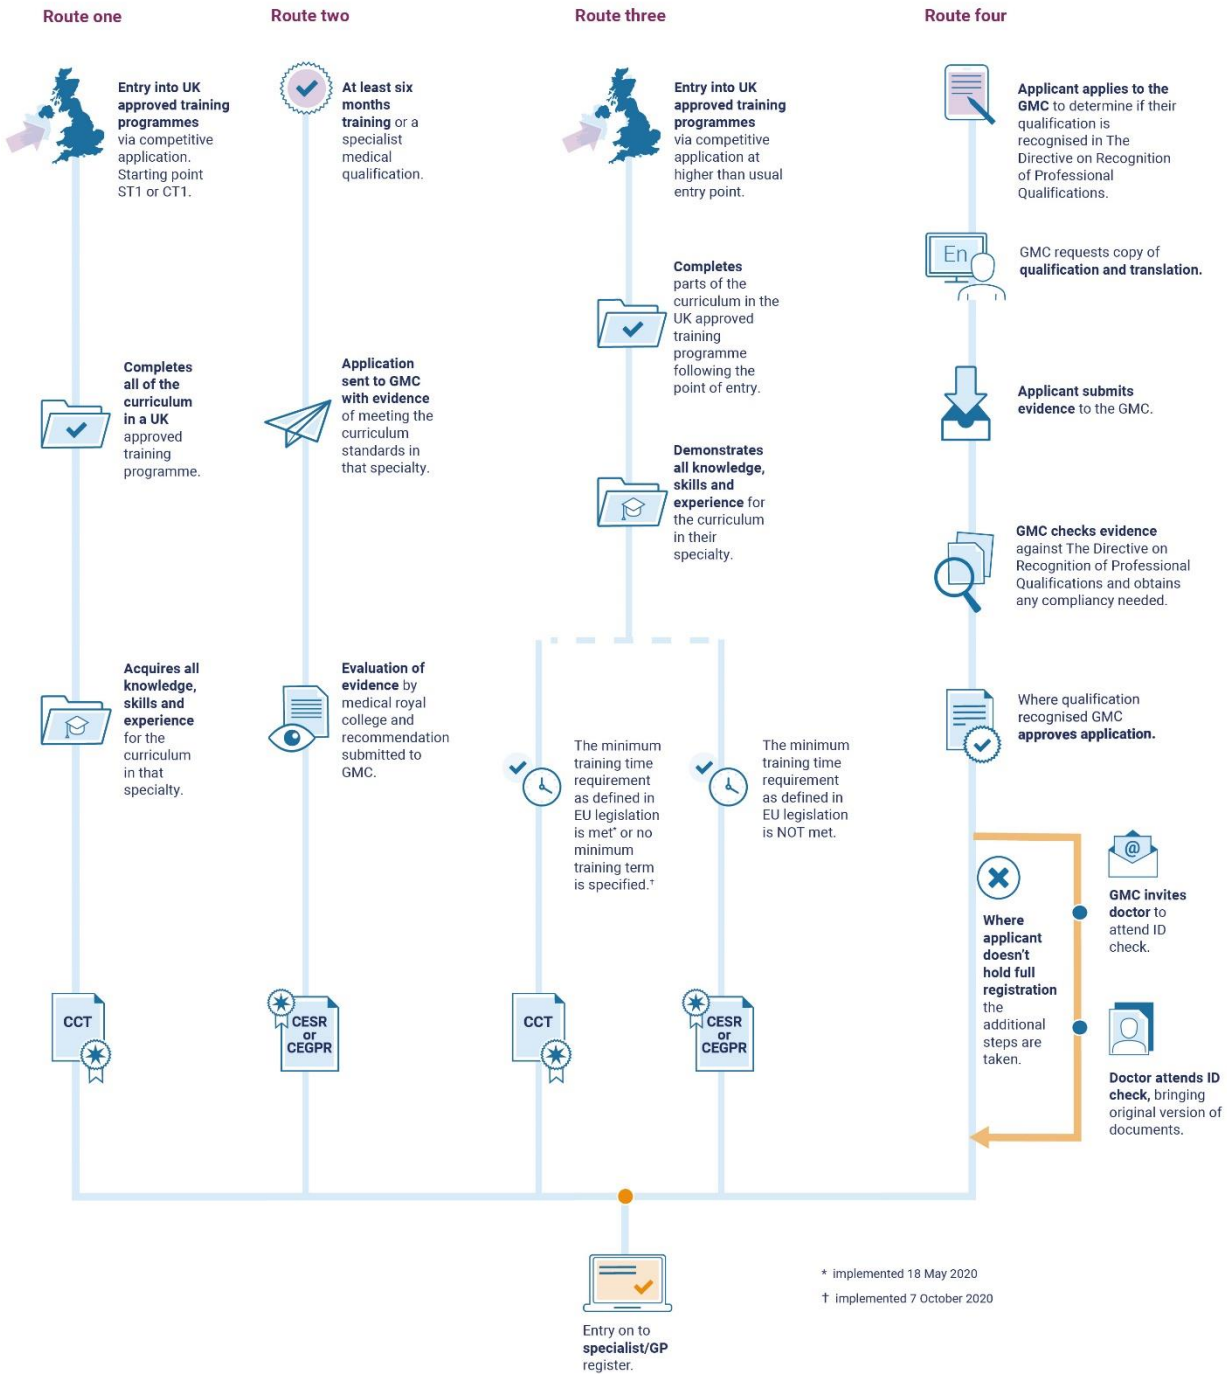 Route one
Entry into UK
approved training
programmes
via competitive
application.
Starting point
ST1 or CT1.
Completes
all of the
curriculum
in a UK
approved
training
programme.
Acquires all
knowledge,
skills and
experience
for the
curriculum
in that
specialty.
CCT
Route two
At least six
months
training or a
specialist
medical
qualification.
Application
sent to GMC
with evidence
of meeting the
curriculum
standards in
that specialty.
Evaluation of
evidence by
medical royal
college and
recommendation
submitted to
GMC.
CESR
or
CEGPR
Route three
Entry into UK
approved training
programmes
via competitive
application at
higher than usual
entry point.
Completes
parts of the
curriculum in the
UK approved
training
programme
following the
point of entry.
Demonstrates
all knowledge,
skills and
experience for
the curriculum
in their
specialty.
The minimum
training time
requirement
as defined in
EU legislation
is met* or no
minimum
training term
is specified.†
CCT
The minimum
training time
requirement
as defined in
EU legislation
is NOT met.
CESR
or
CEGPR
Route four
Applicant applies to the
GMC to determine if their
qualification is
recognised in The
Directive on Recognition
of Professional
Qualifications.
En
GMC requests copy of
qualification and translation.
Applicant submits
evidence to the GMC.
GMC checks evidence
against The Directive on
Recognition of Professional
Qualifications and obtains
any compliancy needed.
Where qualification
recognised GMC
approves application.
Where
applicant
doesn't
hold full
registration
the
additional
steps are
taken.
@
GMC invites
doctor to
attend ID
check.
Doctor attends ID
check, bringing
original version of
documents.
Entry on to
specialist/GP
register.
* implemented 18 May 2020
† implemented 7 October 2020